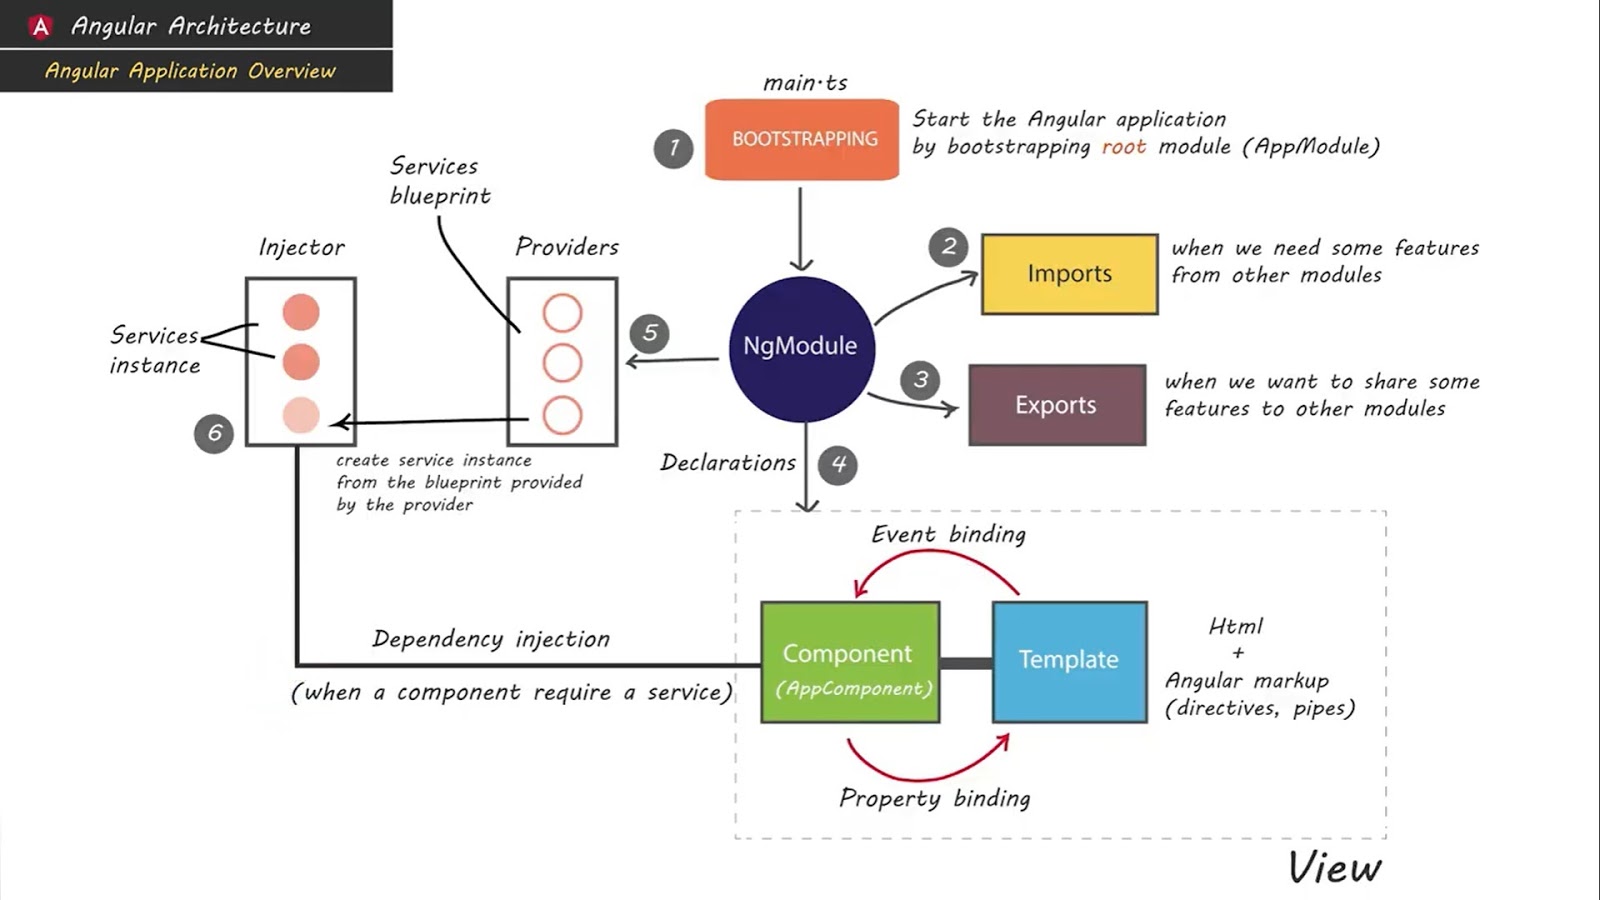 A
Angular Architecture
Angular Application Overview
main.ts
1
BOOTSTRAPPING
Start the Angular application
by bootstrapping root module (AppModule)
Services
blueprint
Injector
Providers
2
Imports
when we need some features
from other modules
Services
instance
5
NgModule
3
Exports
when we want to share some
features to other modules
6
create service instance
from the blueprint provided
by the provider
Declarations
4
Event binding
Component
(AppComponent)
Template
Html
+
Angular markup
(directives, pipes)
Dependency injection
(when a component require a service)
Property binding
View